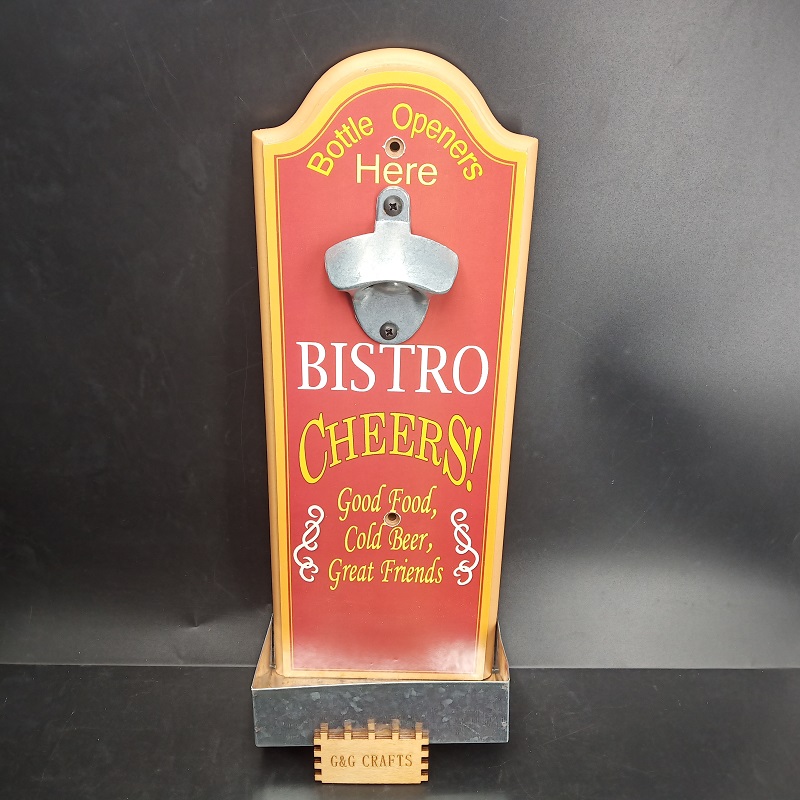 Bottle Openers
Here
BISTRO
CHEERS!
Good Food,
Cold Beer,
Great Friends
G&G CRAFTS